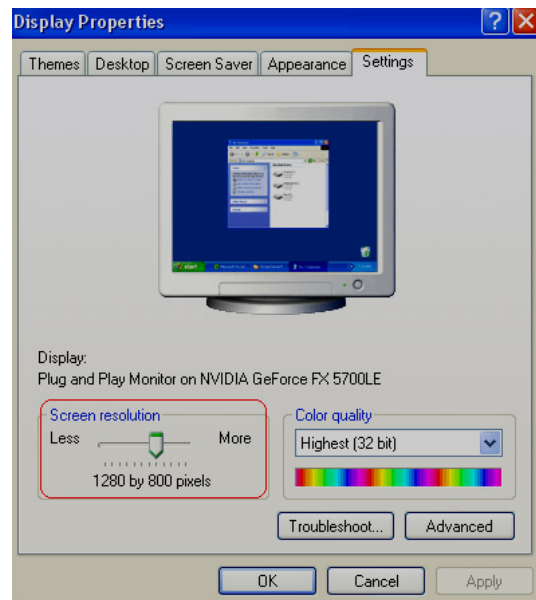 Display Properties
Themes Desktop Screen Saver Appearance Settings
start
Display:
Plug and Play Monitor on NVIDIA GeForce FX 5700LE
Screen resolution
Less More
1280 by 800 pixels
Color quality
Highest (32 bit)
Troubleshoot... Advanced
OK Cancel Apply